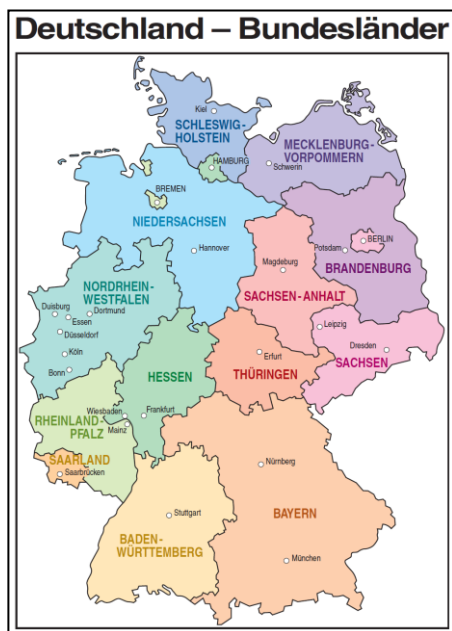 Deutschland – Bundesländer
Kiel
SCHLESWIG-
HOLSTEIN
MECKLENBURG-
VORPOMMERN
HAMBURG
Schwerin
BREMEN
NIEDERSACHSEN
Hannover
BERLIN
Potsdam
BRANDENBURG
Magdeburg
SACHSEN-ANHALT
NORDRHEIN-
WESTFALEN
Duisburg
Dortmund
Essen
Düsseldorf
Köln
Bonn
Leipzig
Dresden
SACHSEN
Erfurt
THÜRINGEN
HESSEN
Wiesbaden
Frankfurt
Mainz
RHEINLAND-
PFALZ
SAARLAND
Saarbrücken
Nürnberg
BAYERN
Stuttgart
BADEN-
WÜRTTEMBERG
München